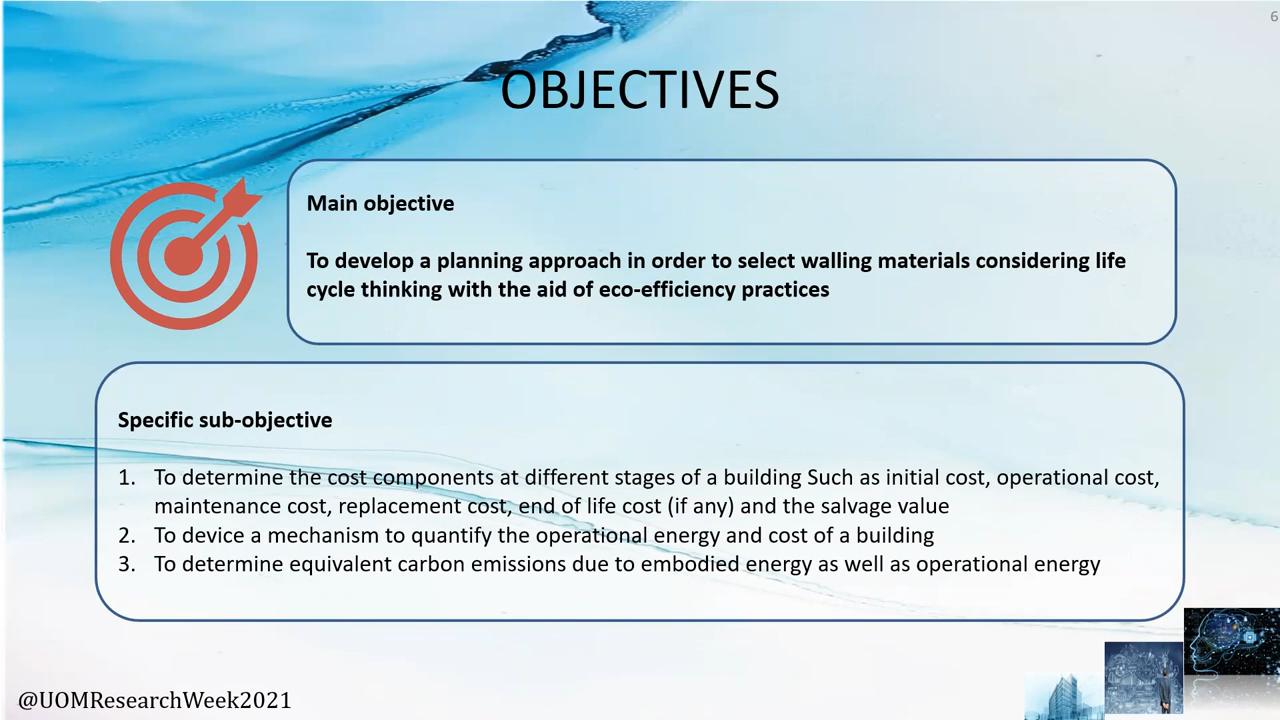 6
OBJECTIVES
Main objective
To develop a planning approach in order to select walling materials considering life
cycle thinking with the aid of eco-efficiency practices
Specific sub-objective
1. To determine the cost components at different stages of a building Such as initial cost, operational cost,
maintenance cost, replacement cost, end of life cost (if any) and the salvage value
2. To device a mechanism to quantify the operational energy and cost of a building
3. To determine equivalent carbon emissions due to embodied energy as well as operational energy
@UOMResearchWeek2021